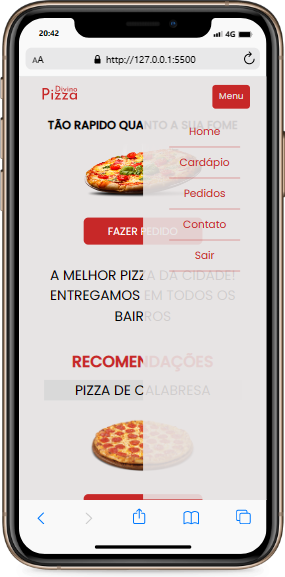 20:42
4G
AA
http://127.0.0.1:5500
Divino
Pizza
Menu
TÃO RAPIDO QUANTO A SUA FOME
Home
Cardápio
Pedidos
Contato
Sair
FAZER PEDIDO
A MELHOR PIZZA DA CIDADE!
ENTREGAMOS EM TODOS OS
BAIRROS
RECOMENDAÇÕES
PIZZA DE CALABRESA